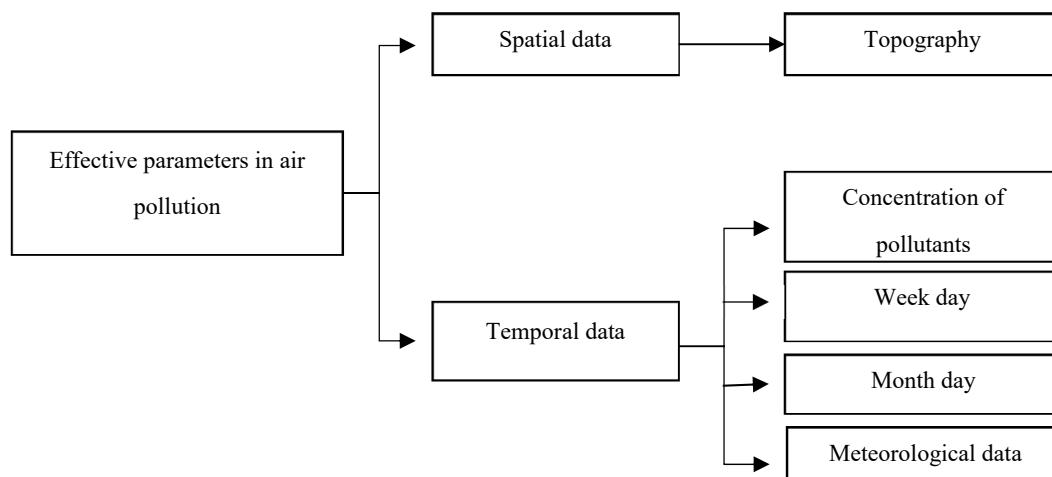 Spatial data
Topography
Effective parameters in air
pollution
Concentration of
pollutants
Week day
Temporal data
Month day
Meteorological data